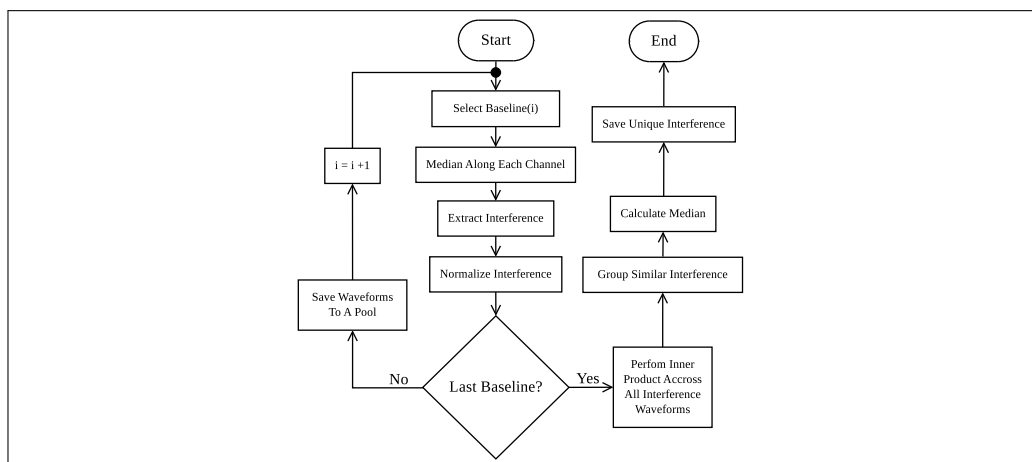 Start
End
Select Baseline(i)
Save Unique Interference
i = i +1
Median Along Each Channel
Extract Interference
Calculate Median
Normalize Interference
Group Similar Interference
Save Waveforms
To A Pool
No
Last Baseline?
Yes
Perfom Inner
Product Accross
All Interference
Waveforms